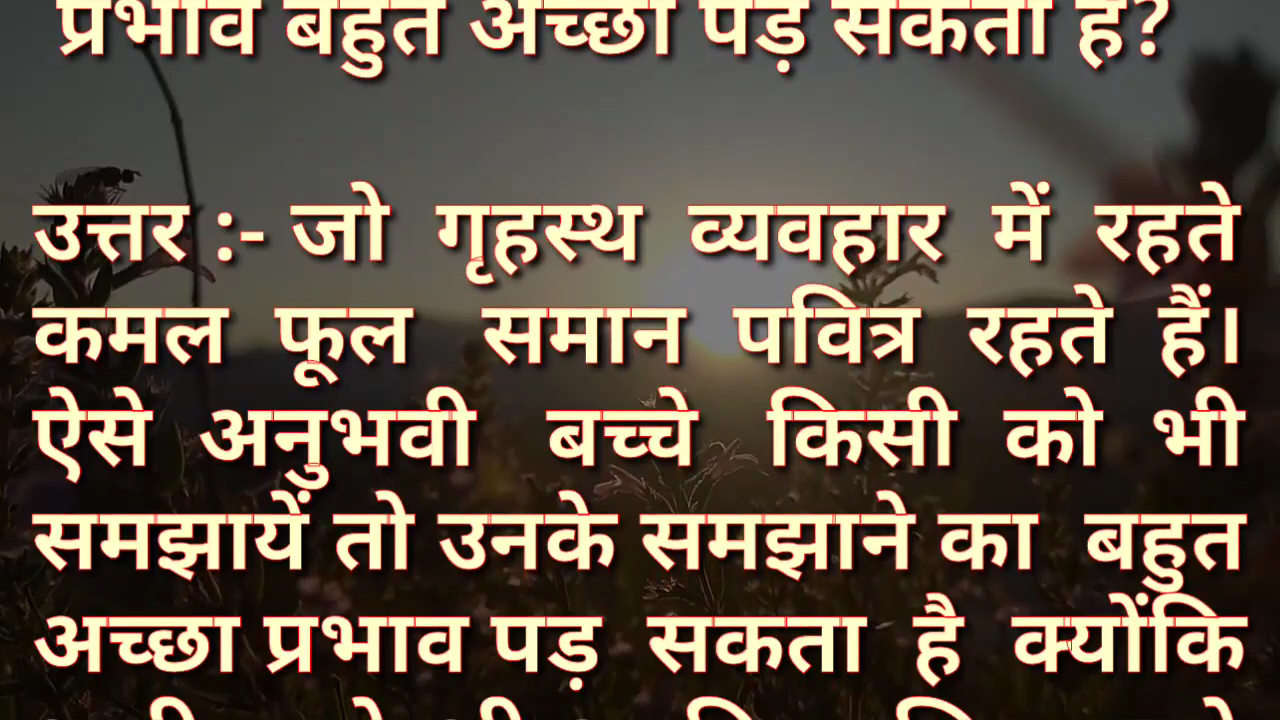 प्रभाव बहुत अच्छा पड़ सकता है?
उत्तर :- जो गृहस्थ व्यवहार में रहते
कमल फूल समान पवित्र रहते हैं।
ऐसे अनुभवी बच्चे किसी को भी
समझायें तो उनके समझाने का बहुत
अच्छा प्रभाव पड़ सकता है क्योंकि